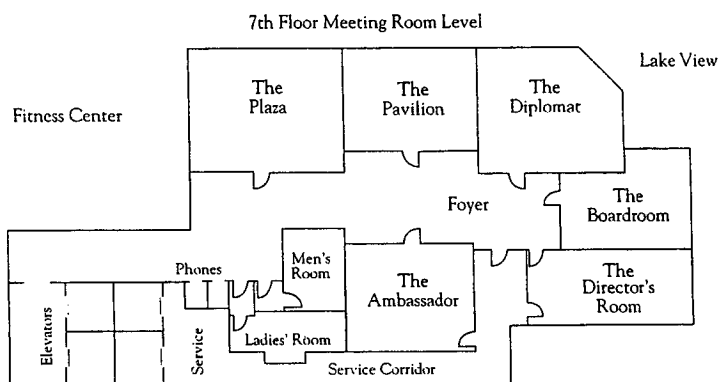 7th Floor Meeting Room Level
Lake View
Fitness Center
The
Plaza
The
Pavilion
The
Diplomat
The
Boardroom
Foyer
Phones
Men's
Room
The
Ambassador
The
Director's
Room
Elevators
Service
Ladies' Room
Service Corridor